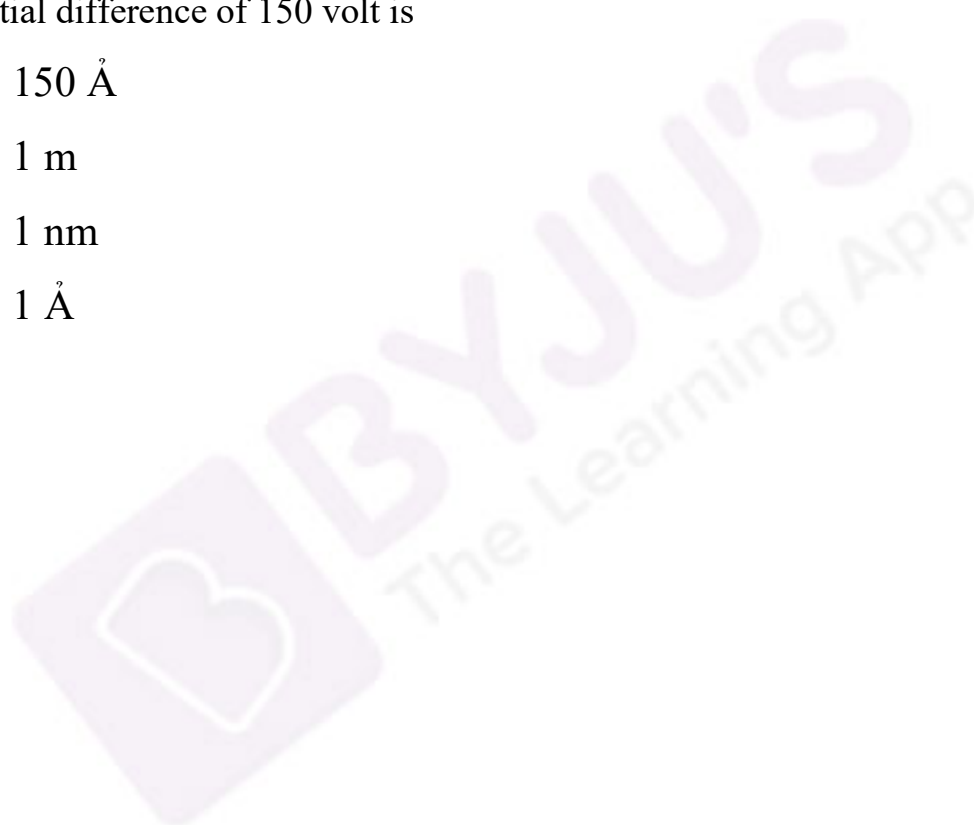 tial difference of 150 volt is
150 Ả
1 m
1 nm
1 Ả
BYJU'S
The Learning App